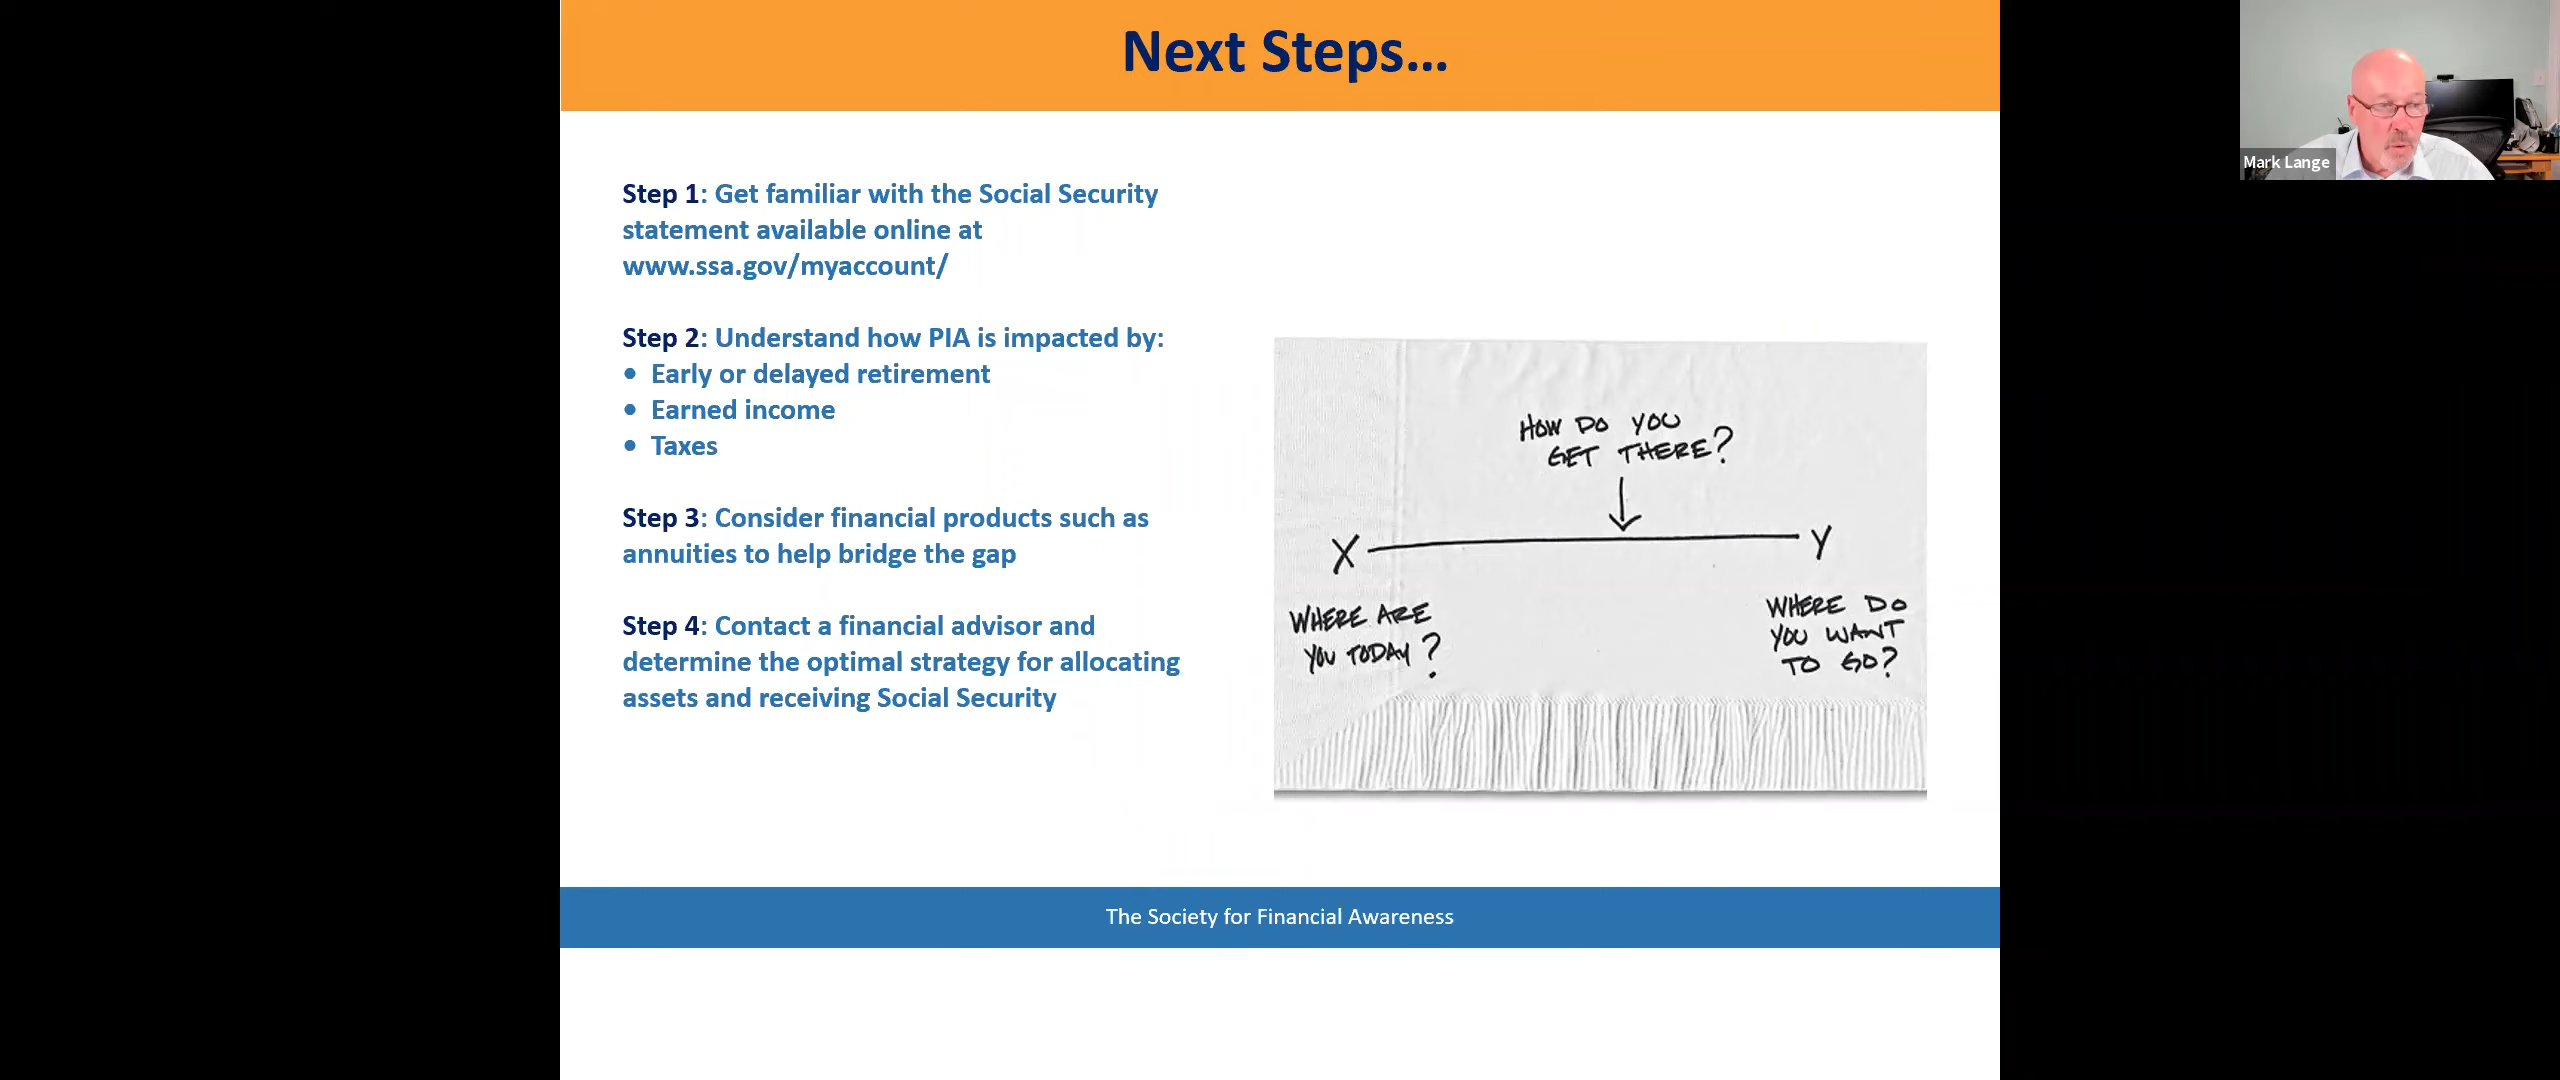 Next Steps...
Mark Lange
Step 1: Get familiar with the Social Security
statement available online at
www.ssa.gov/myaccount/
Step 2: Understand how PIA is impacted by:
• Early or delayed retirement
• Earned income
• Taxes
Step 3: Consider financial products such as
annuities to help bridge the gap
Step 4: Contact a financial advisor and
determine the optimal strategy for allocating
assets and receiving Social Security
HOW DO YOU
GET THERE?
X
Y
WHERE ARE
YOU TODAY?
WHERE DO
YOU WANT
TO GO?
The Society for Financial Awareness